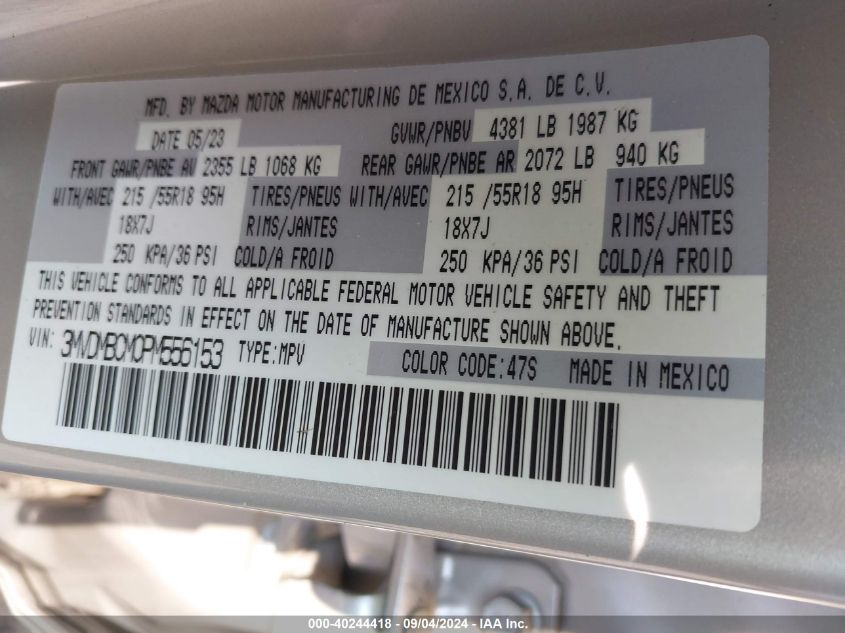 MFD. BY MAZDA MOTOR MANUFACTURING DE MEXICO S.A. DE C.V.
DATE 05/23 GVWR/PNBV 4381 LB 1987 KG
FRONT GAWR/PNBE AV 2355 LB 1068 KG REAR GAWR/PNBE AR 2072 LB 940 KG
WITH/AVEC 215 /55R18 95H TIRES/PNEUS WITH/AVEC 215 /55R18 95H TIRES/PNEUS
18X7J RIMS/JANTES 18X7J RIMS/JANTES
250 KPA/36 PSI COLD/A FROID 250 KPA/36 PSI COLD/A FROID
THIS VEHICLE CONFORMS TO ALL APPLICABLE FEDERAL MOTOR VEHICLE SAFETY AND THEFT
PREVENTION STANDARDS IN EFFECT ON THE DATE OF MANUFACTURE SHOWN ABOVE.
VIN: 3MVDMBCM0PM556153 TYPE:MPV COLOR CODE:47S MADE IN MEXICO
000-40244418 - 09/04/2024 - IAA Inc.